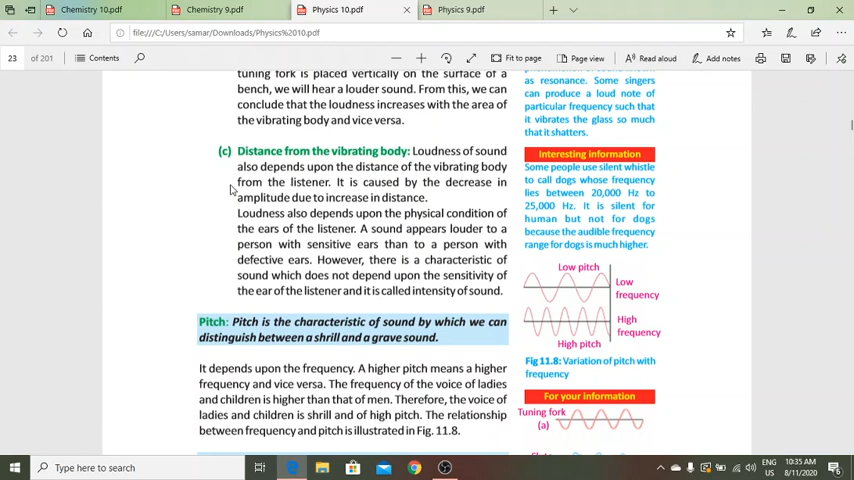 Chemistry 10.pdf
Chemistry 9.pdf
Physics 10.pdf
Physics 9.pdf
file:///C:/Users/samar/Downloads/Physics%2010.pdf
23 of 201
Contents
Fit to page
Page view
Read aloud
Add notes
tuning fork is placed vertically on the surface of a
bench, we will hear a louder sound. From this, we can
conclude that the loudness increases with the area of
the vibrating body and vice versa.
(c) Distance from the vibrating body: Loudness of sound
also depends upon the distance of the vibrating body
from the listener. It is caused by the decrease in
amplitude due to increase in distance.
Loudness also depends upon the physical condition of
the ears of the listener. A sound appears louder to a
person with sensitive ears than to a person with
defective ears. However, there is a characteristic of
sound which does not depend upon the sensitivity of
the ear of the listener and it is called intensity of sound.
Pitch: Pitch is the characteristic of sound by which we can
distinguish between a shrill and a grave sound.
It depends upon the frequency. A higher pitch means a higher
frequency and vice versa. The frequency of the voice of ladies
and children is higher than that of men. Therefore, the voice of
ladies and children is shrill and of high pitch. The relationship
between frequency and pitch is illustrated in Fig. 11.8.
as resonance. Some singers
can produce a loud note of
particular frequency such that
it vibrates the glass so much
that it shatters.
Interesting information
Some people use silent whistle
to call dogs whose frequency
lies between 20,000 Hz to
25,000 Hz. It is silent for
human but not for dogs
because the audible frequency
range for dogs is much higher.
Low pitch
Low
frequency
High
frequency
High pitch
Fig 11.8: Variation of pitch with
frequency
For your information
Tuning fork
(a)
Type here to search
ENG
US
10:35 AM
8/11/2020